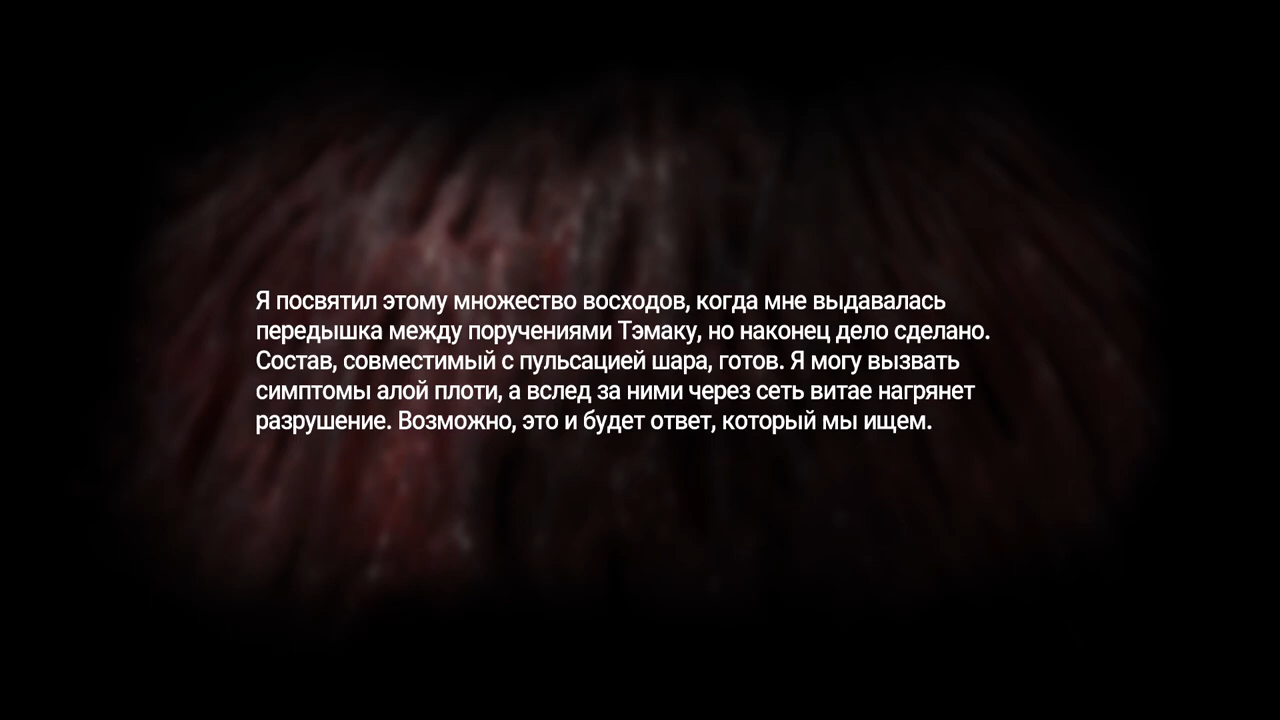 Я посвятил этому множество восходов, когда мне выдавалась
передышка между поручениями Тэмаку, но наконец дело сделано.
Состав, совместимый с пульсацией шара, готов. Я могу вызвать
симптомы алой плоти, а вслед за ними через сеть витае нагрянет
разрушение. Возможно, это и будет ответ, который мы ищем.